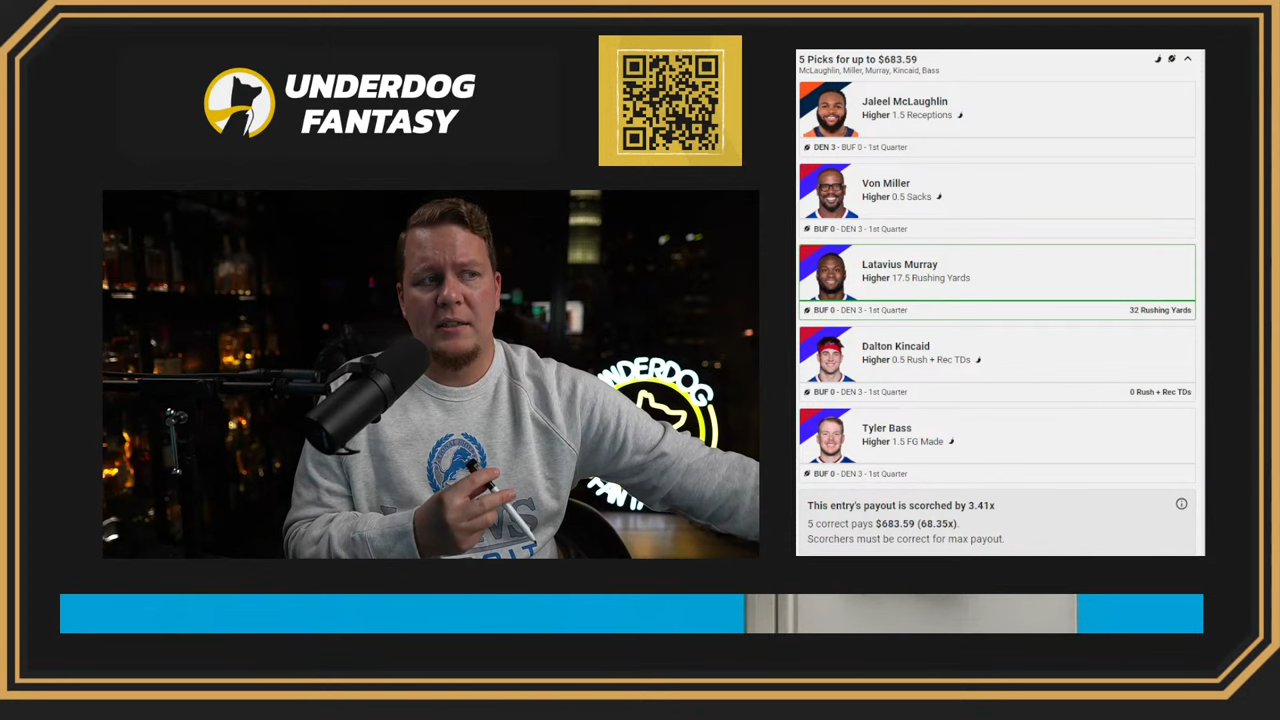 UNDERDOG
FANTASY
5 Picks for up to $683.59
McLaughlin, Miller, Murray, Kincaid, Bass
Jaleel McLaughlin
Higher 1.5 Receptions
DEN 3 - BUF 0 - 1st Quarter
Von Miller
Higher 0.5 Sacks
BUF 0 - DEN 3 - 1st Quarter
Latavius Murray
Higher 17.5 Rushing Yards
BUF 0 - DEN 3 - 1st Quarter
32 Rushing Yards
Dalton Kincaid
Higher 0.5 Rush + Rec TDs
BUF 0 - DEN 3 - 1st Quarter
0 Rush + Rec TDs
Tyler Bass
Higher 1.5 FG Made
BUF 0 - DEN 3 - 1st Quarter
This entry's payout is scorched by 3.41x
5 correct pays $683.59 (68.35x).
Scorchers must be correct for max payout.
UNDERDOG